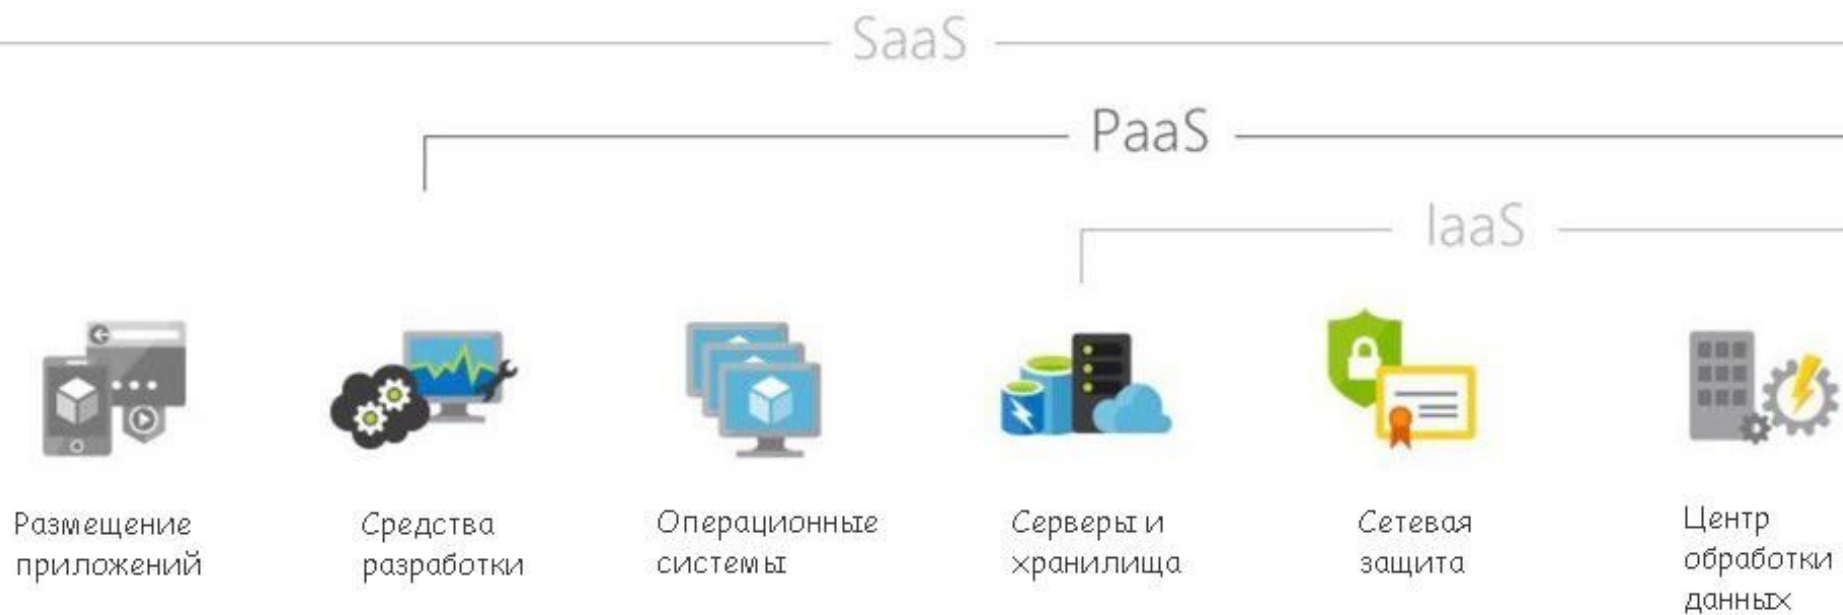 SaaS
PaaS
IaaS
Размещение
приложений
Средства
разработки
Операционные
системы
Серверы и
хранилища
Сетевая
защита
Центр
обработки
данных